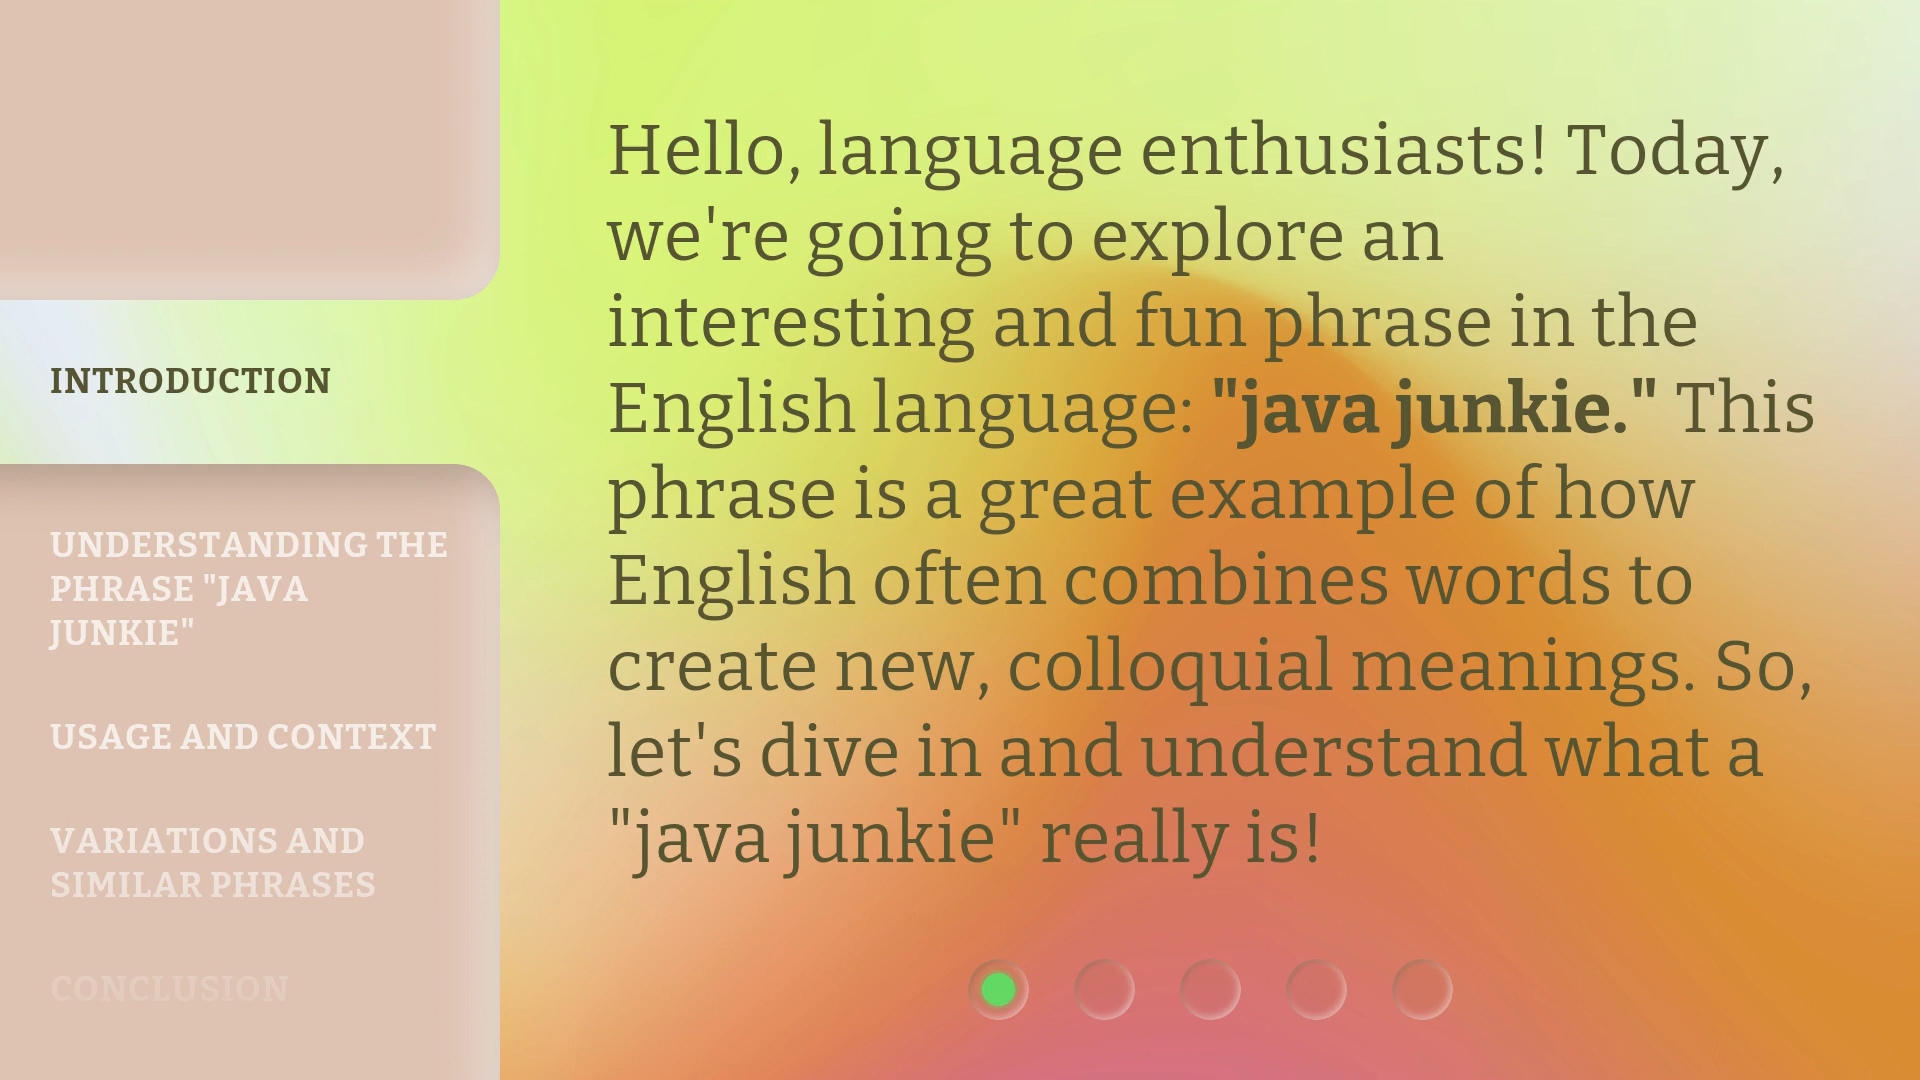 INTRODUCTION
UNDERSTANDING THE
PHRASE "JAVA
JUNKIE"
USAGE AND CONTEXT
VARIATIONS AND
SIMILAR PHRASES
CONCLUSION
Hello, language enthusiasts! Today,
we're going to explore an
interesting and fun phrase in the
English language: "java junkie." This
phrase is a great example of how
English often combines words to
create new, colloquial meanings. So,
let's dive in and understand what a
"java junkie" really is!